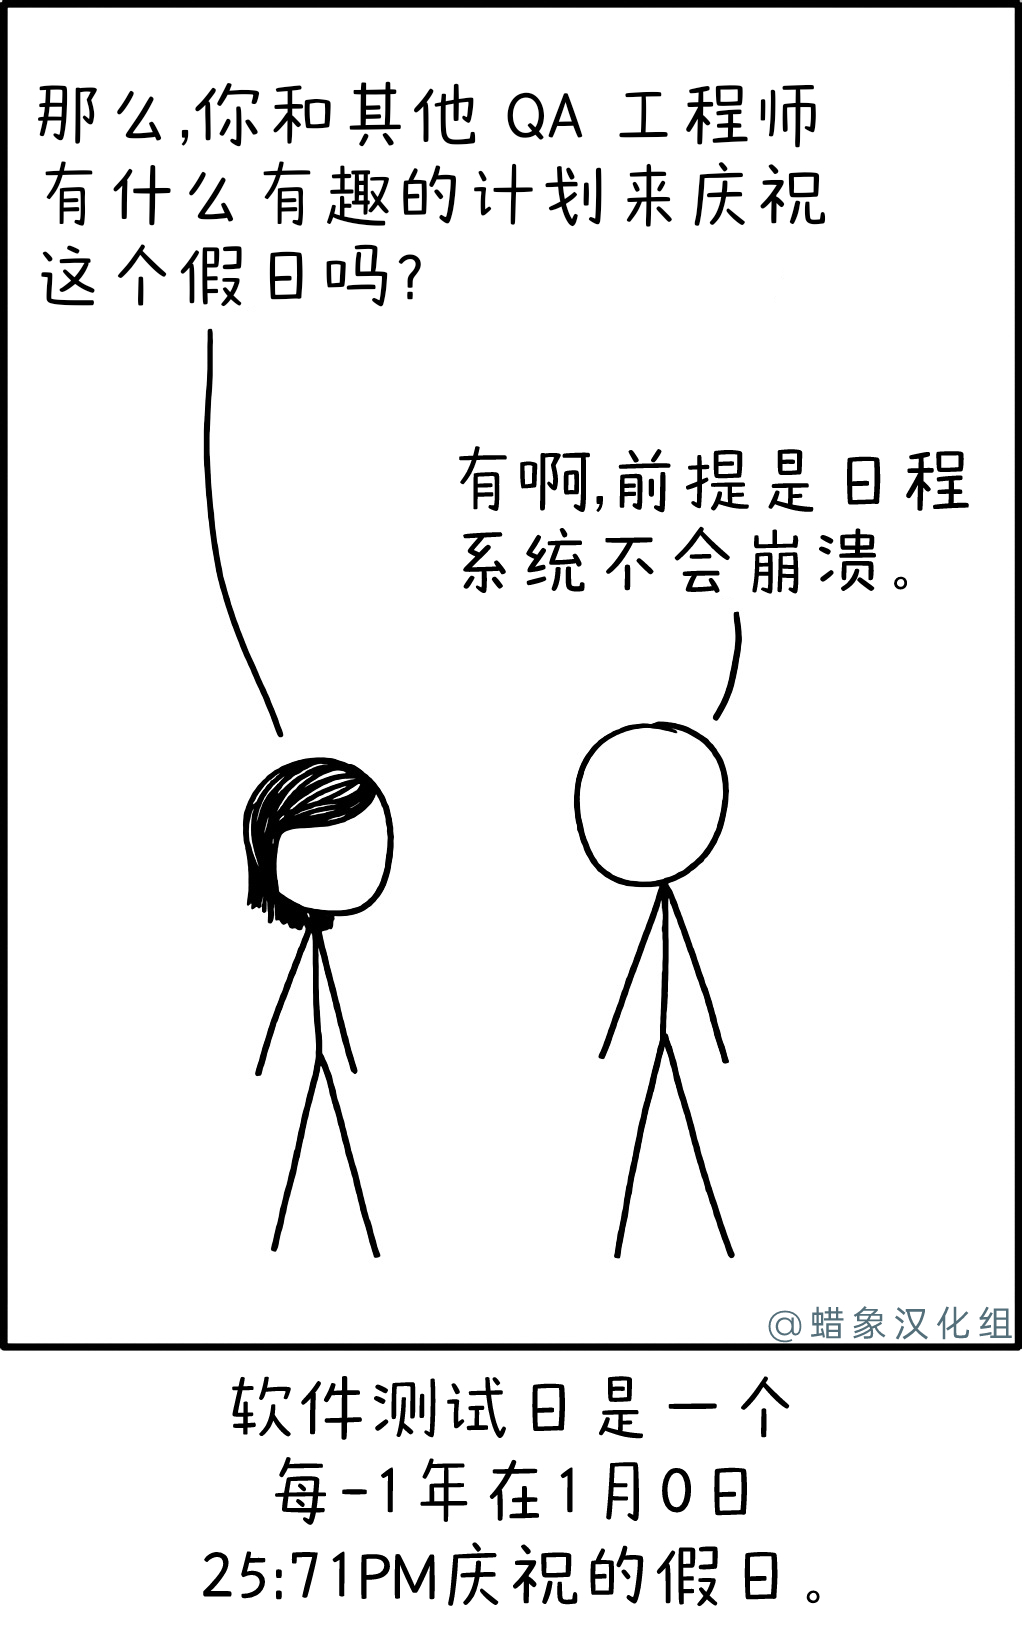 那么,你和其他 QA 工程师
有什么有趣的计划来庆祝
这个假日吗?
有啊,前提是日程
系统不会崩溃。
@蜡象汉化组
软件测试日是一个
每-1年在1月0日
25:71PM庆祝的假日。